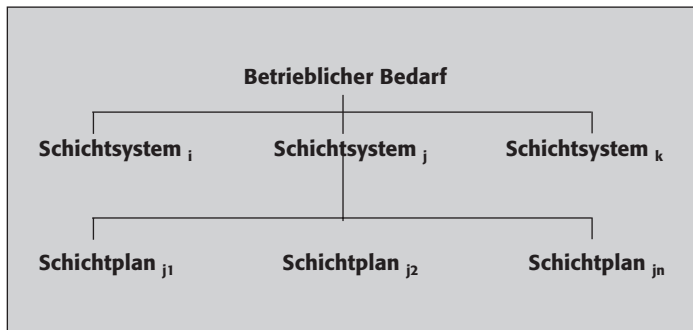 Betrieblicher Bedarf
Schichtsystem i Schichtsystem j Schichtsystem k
Schichtplan j1 Schichtplan j2 Schichtplan jn